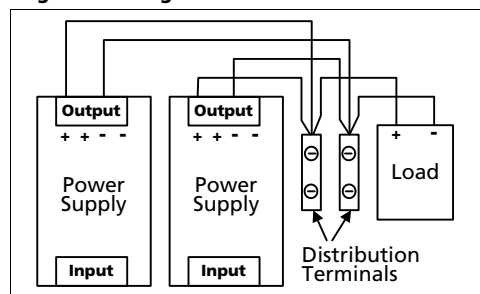 Output
+ + - -
Power
Supply
Input
Output
+ + - -
Power
Supply
Input
+ -
Load
Distribution
Terminals